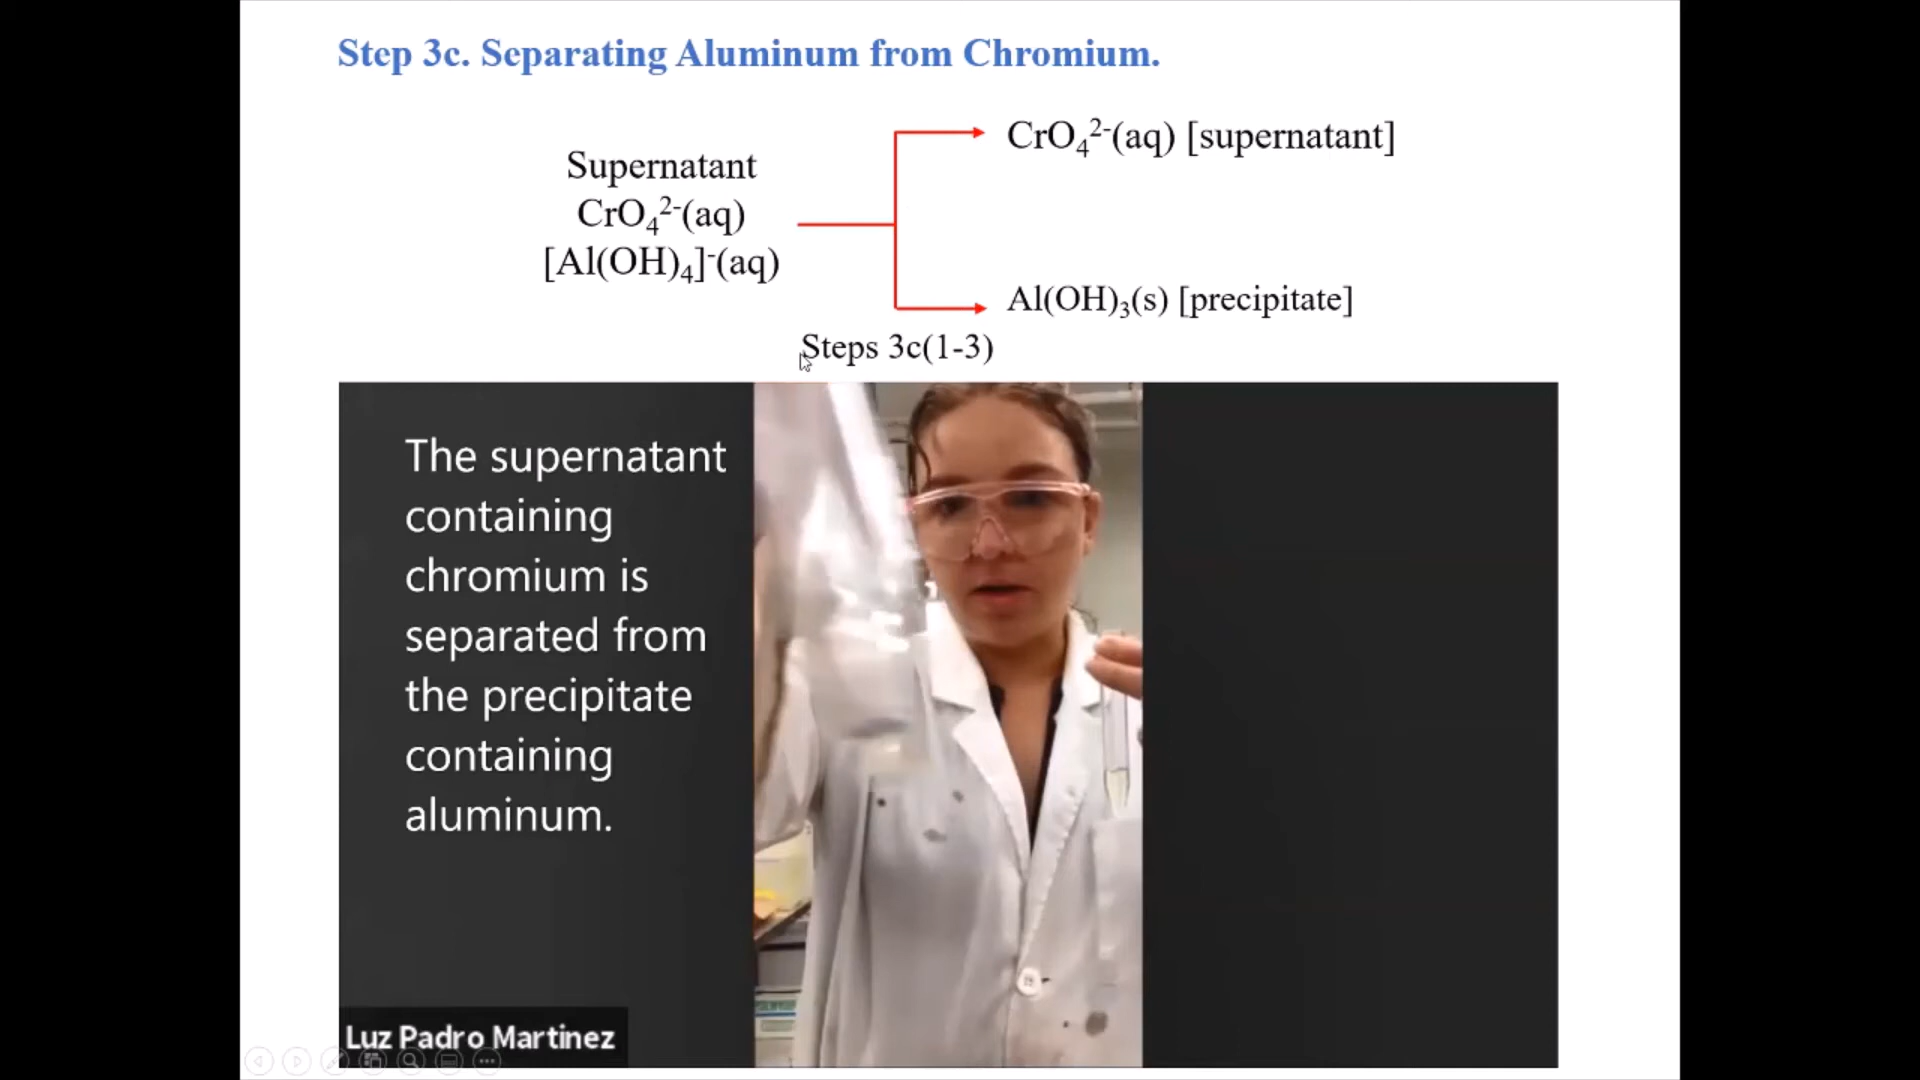 Step 3c. Separating Aluminum from Chromium.
Supernatant
CrO₄²⁻(aq)
[Al(OH)₄]⁻(aq)
CrO₄²⁻(aq) [supernatant]
Al(OH)₃(s) [precipitate]
Steps 3c(1-3)
The supernatant
containing
chromium is
separated from
the precipitate
containing
aluminum.
Luz Padro Martinez